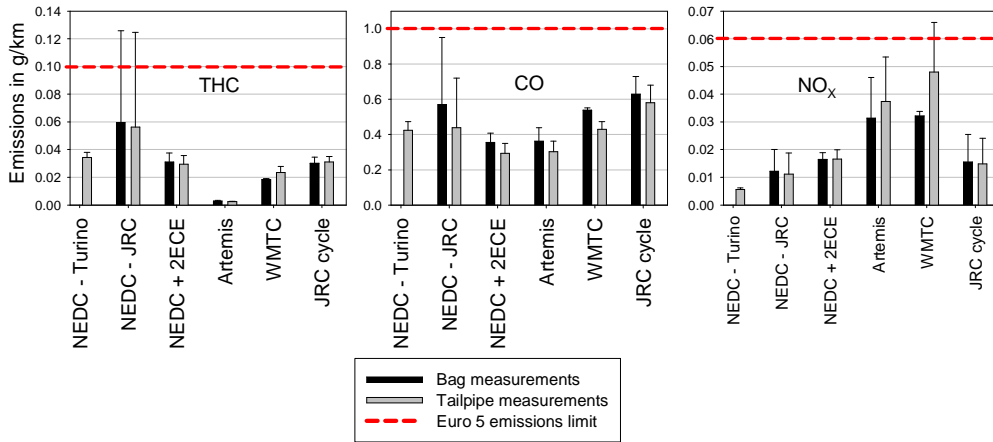 Emissions in g/km
0.14
0.12
0.10
0.08
0.06
0.04
0.02
0.00
THC
NEDC - Turino
NEDC - JRC
NEDC + 2ECE
Artemis
WMTC
JRC cycle
1.0
0.8
0.6
0.4
0.2
0.0
CO
NEDC - Turino
NEDC - JRC
NEDC + 2ECE
Artemis
WMTC
JRC cycle
0.07
0.06
0.05
0.04
0.03
0.02
0.01
0.00
NOX
NEDC - Turino
NEDC - JRC
NEDC + 2ECE
Artemis
WMTC
JRC cycle
Bag measurements
Tailpipe measurements
Euro 5 emissions limit